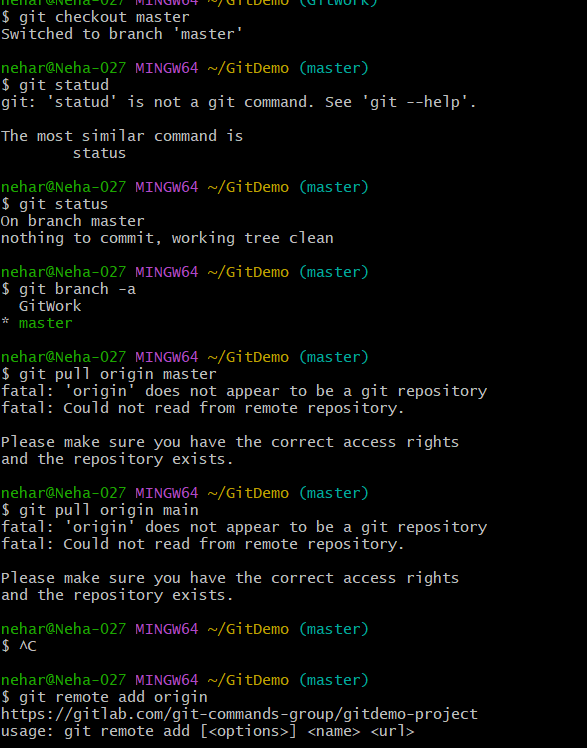 nehar@Neha-027 MINGW64 ~/GitDemo (GitWork)
$ git checkout master
Switched to branch 'master'
nehar@Neha-027 MINGW64 ~/GitDemo (master)
$ git statud
git: 'statud' is not a git command. See 'git --help'.
The most similar command is
status
nehar@Neha-027 MINGW64 ~/GitDemo (master)
$ git status
On branch master
nothing to commit, working tree clean
nehar@Neha-027 MINGW64 ~/GitDemo (master)
$ git branch -a
GitWork
* master
nehar@Neha-027 MINGW64 ~/GitDemo (master)
$ git pull origin master
fatal: 'origin' does not appear to be a git repository
fatal: Could not read from remote repository.
Please make sure you have the correct access rights
and the repository exists.
nehar@Neha-027 MINGW64 ~/GitDemo (master)
$ git pull origin main
fatal: 'origin' does not appear to be a git repository
fatal: Could not read from remote repository.
Please make sure you have the correct access rights
and the repository exists.
nehar@Neha-027 MINGW64 ~/GitDemo (master)
$ ^C
nehar@Neha-027 MINGW64 ~/GitDemo (master)
$ git remote add origin
https://gitlab.com/git-commands-group/gitdemo-project
usage: git remote add [<options>] <name> <url>